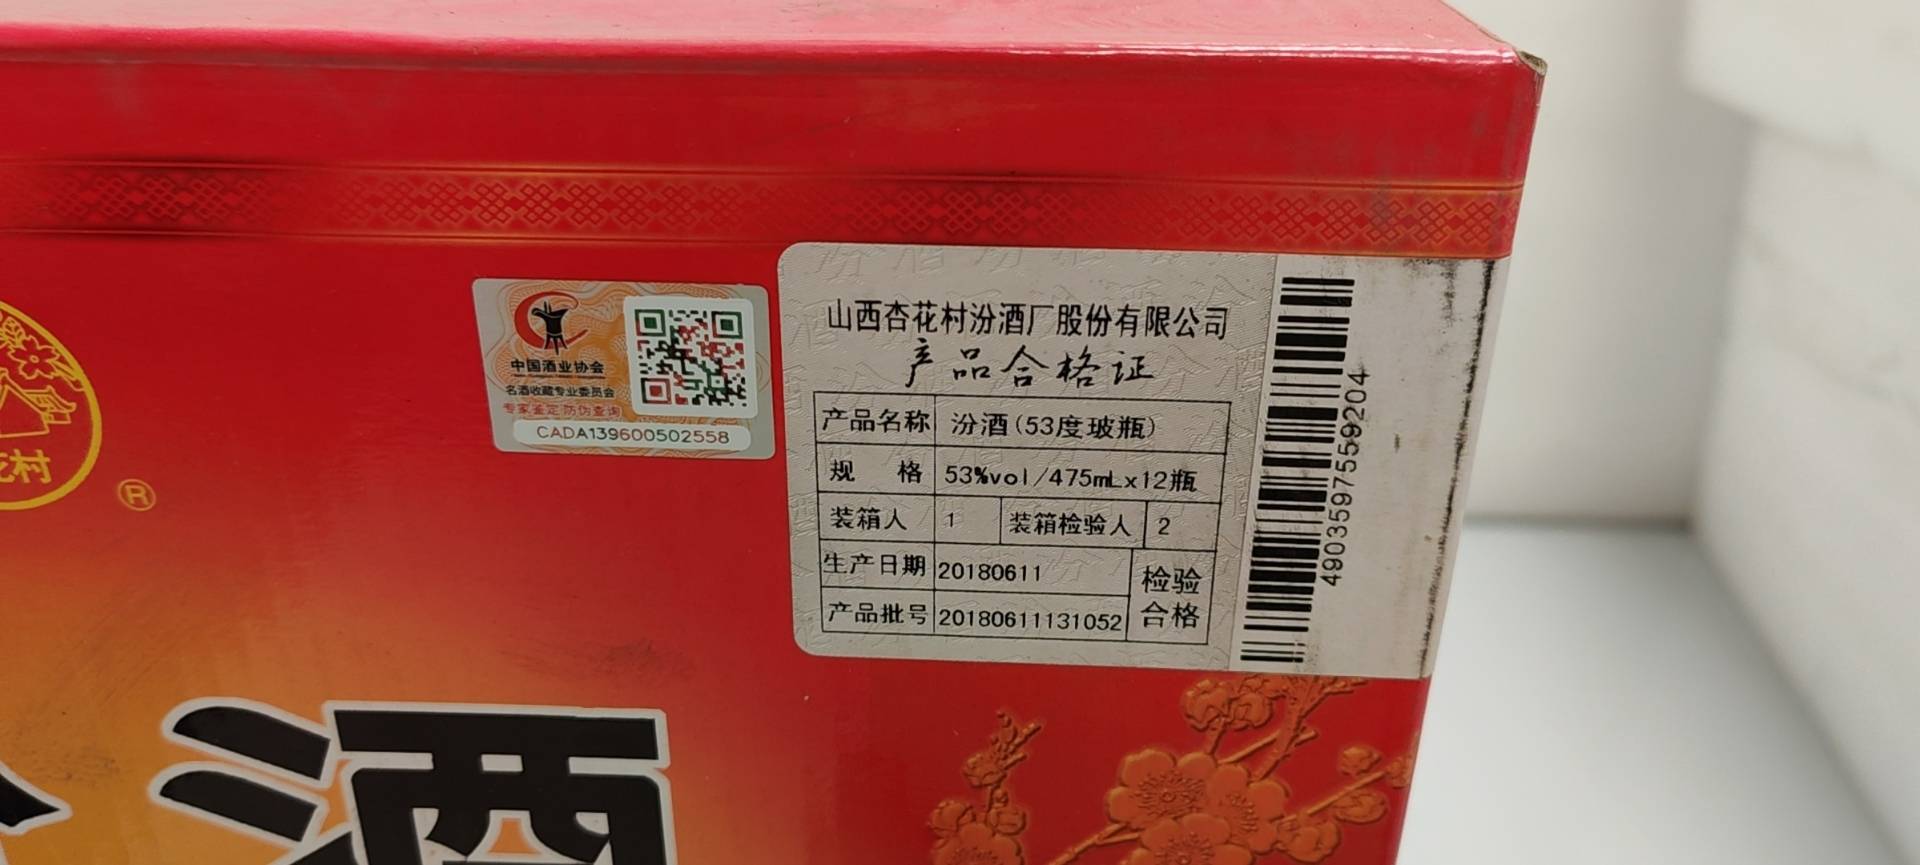 花村
®
中国酒业协会
名酒收藏专业委员会
专家鉴定 防伪查询
CADA139600502558
山西杏花村汾酒厂股份有限公司
产品合格证
产品名称 汾酒(53度玻瓶)
规 格 53%vol/475mLx12瓶
装箱人 1 装箱检验人 2
生产日期 20180611
检验合格
产品批号 20180611131052
4903597559204
酒